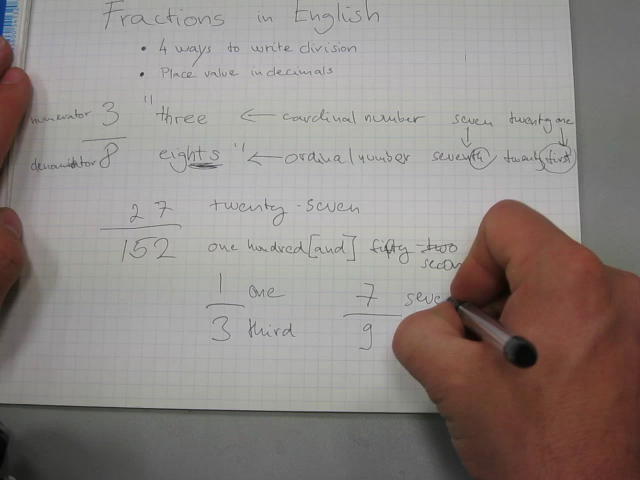 Fractions in English
• 4 ways to write division
• Place value in decimals
numerator 3 "three ← cardinal number seven twenty one
denominator 8 eighths" ← ordinal number seventh twenty first
27 twenty-seven
152 one hundred [and] fifty two
second
1 one 7 seve
3 third 9